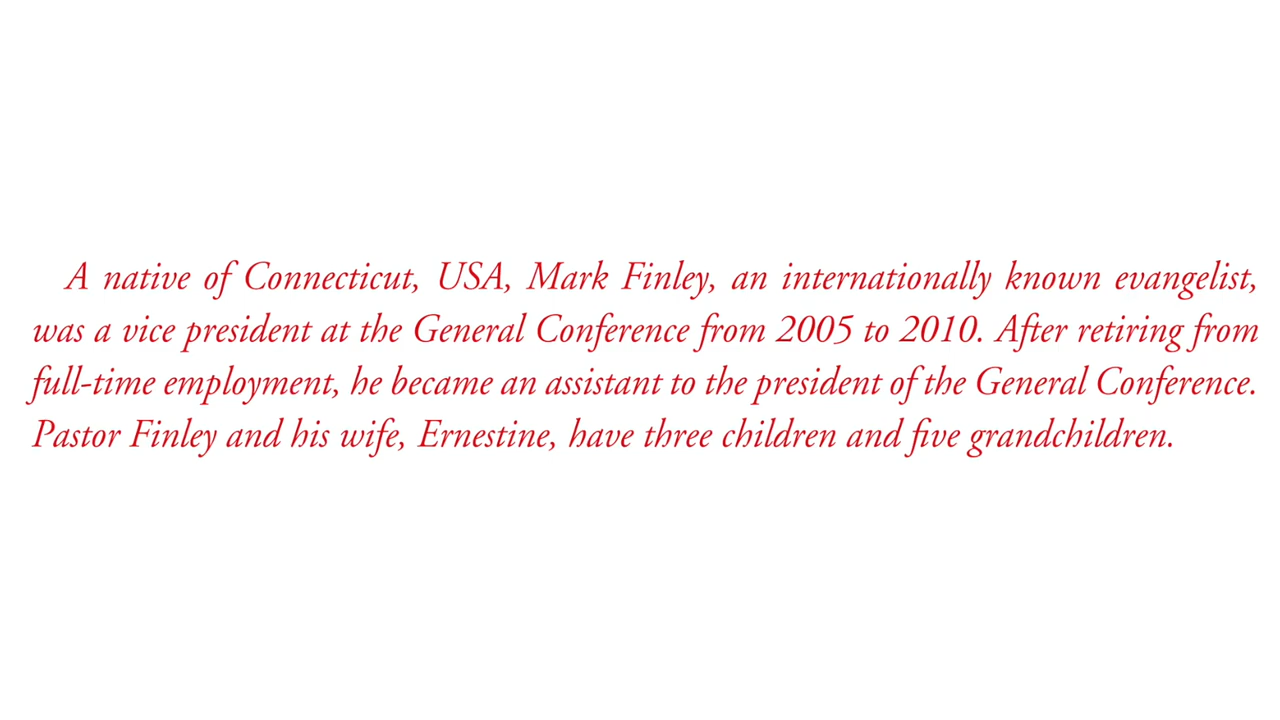 A native of Connecticut, USA, Mark Finley, an internationally known evangelist,
was a vice president at the General Conference from 2005 to 2010. After retiring from
full-time employment, he became an assistant to the president of the General Conference.
Pastor Finley and his wife, Ernestine, have three children and five grandchildren.